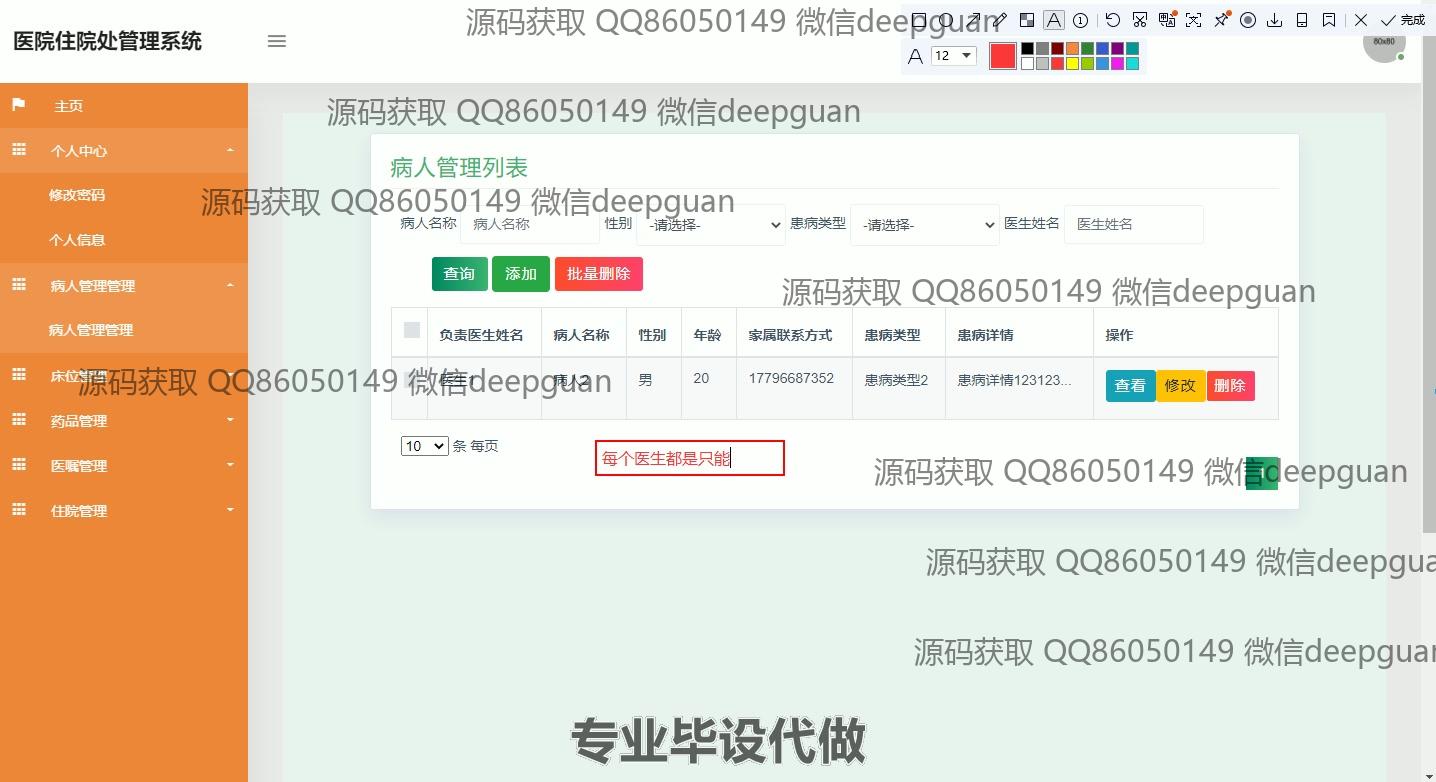 医院住院处管理系统
源码获取 QQ86050149 微信deepguan
完成
A 12
80x80
主页
个人中心
修改密码
个人信息
病人管理管理
病人管理管理
床位管理
药品管理
医嘱管理
住院管理
源码获取 QQ86050149 微信deepguan
病人管理列表
源码获取 QQ86050149 微信deepguan
病人名称 病人名称 性别 -请选择- 患病类型 -请选择- 医生姓名 医生姓名
查询 添加 批量删除
源码获取 QQ86050149 微信deepguan
负责医生姓名 病人名称 性别 年龄 家属联系方式 患病类型 患病详情 操作
医生1 病人2 男 20 17796687352 患病类型2 患病详情123123... 查看 修改 删除
源码获取 QQ86050149 微信deepguan
10 条 每页
每个医生都是只能
源码获取 QQ86050149 微信deepguan
源码获取 QQ86050149 微信deepgua
源码获取 QQ86050149 微信deepguan
专业毕设代做